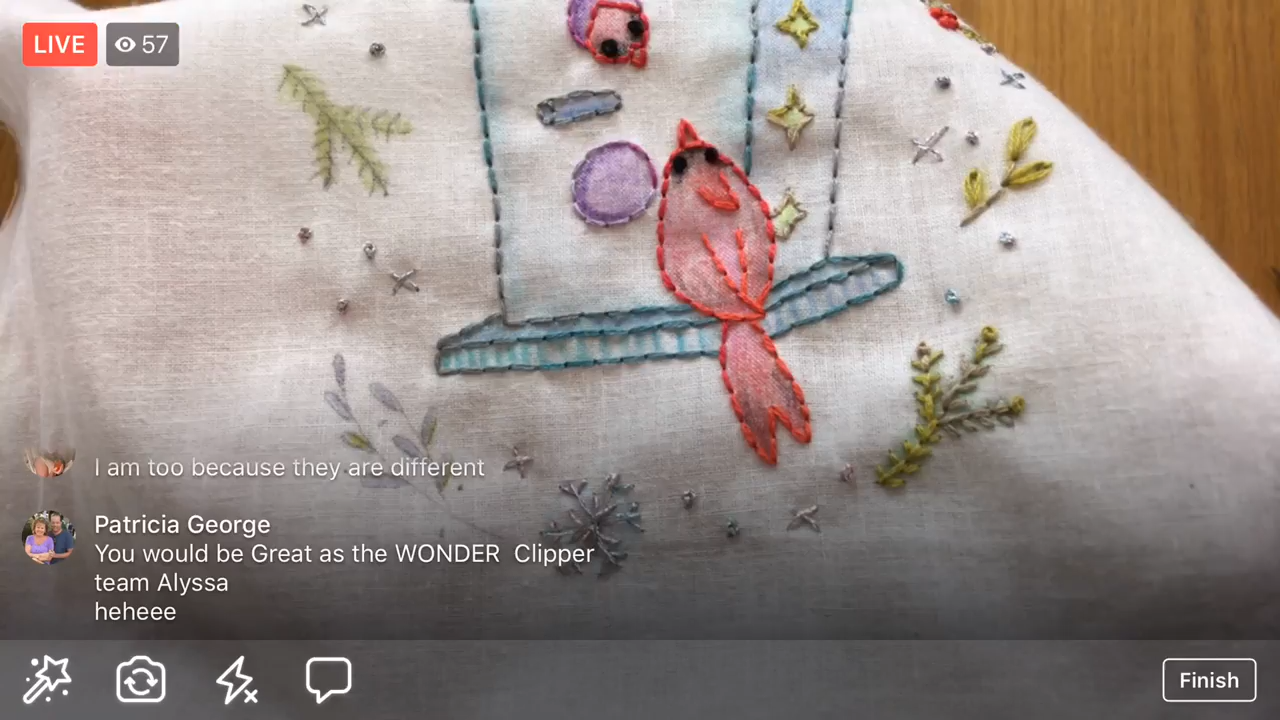 LIVE 57
I am too because they are different
Patricia George
You would be Great as the WONDER  Clipper
team Alyssa
heheee
Finish